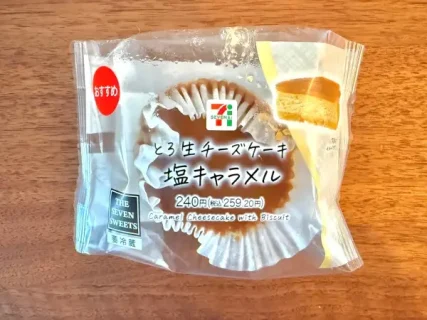 おすすめ
とろ生チーズケーキ
塩キャラメル
240円(税込259.20円)
Caramel Cheesecake with Biscuit
THE
SEVEN
SWEETS
要冷蔵